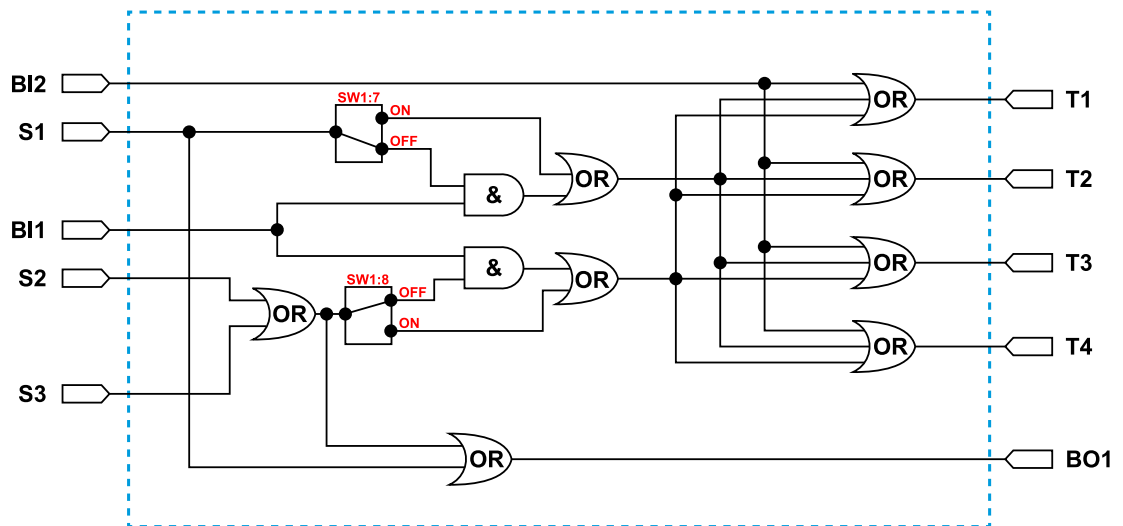 SW1:7
BI2
ON
OR
T1
S1
OFF
&
OR
OR
T2
BI1
S2
SW1:8
OFF
&
OR
OR
T3
OR
ON
S3
OR
T4
OR
BO1